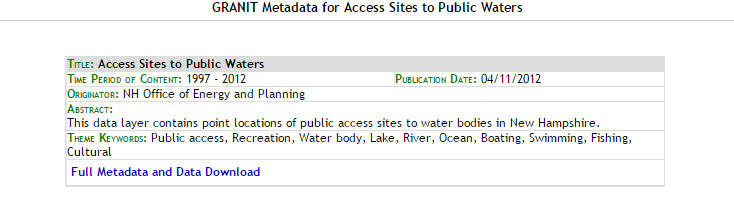 GRANIT Metadata for Access Sites to Public Waters
Title: Access Sites to Public Waters
Time Period of Content: 1997 - 2012 Publication Date: 04/11/2012
Originator: NH Office of Energy and Planning
Abstract:
This data layer contains point locations of public access sites to water bodies in New Hampshire.
Theme Keywords: Public access, Recreation, Water body, Lake, River, Ocean, Boating, Swimming, Fishing,
Cultural
Full Metadata and Data Download